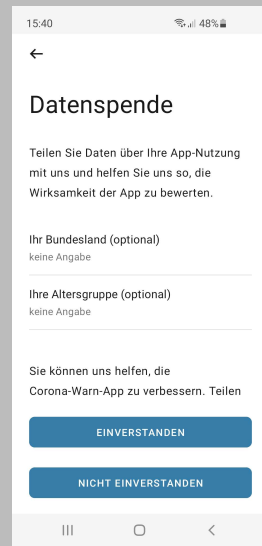 15:40
48%
Datenspende
Teilen Sie Daten über Ihre App-Nutzung
mit uns und helfen Sie uns so, die
Wirksamkeit der App zu bewerten.
Ihr Bundesland (optional)
keine Angabe
Ihre Altersgruppe (optional)
keine Angabe
Sie können uns helfen, die
Corona-Warn-App zu verbessern. Teilen
EINVERSTANDEN
NICHT EINVERSTANDEN